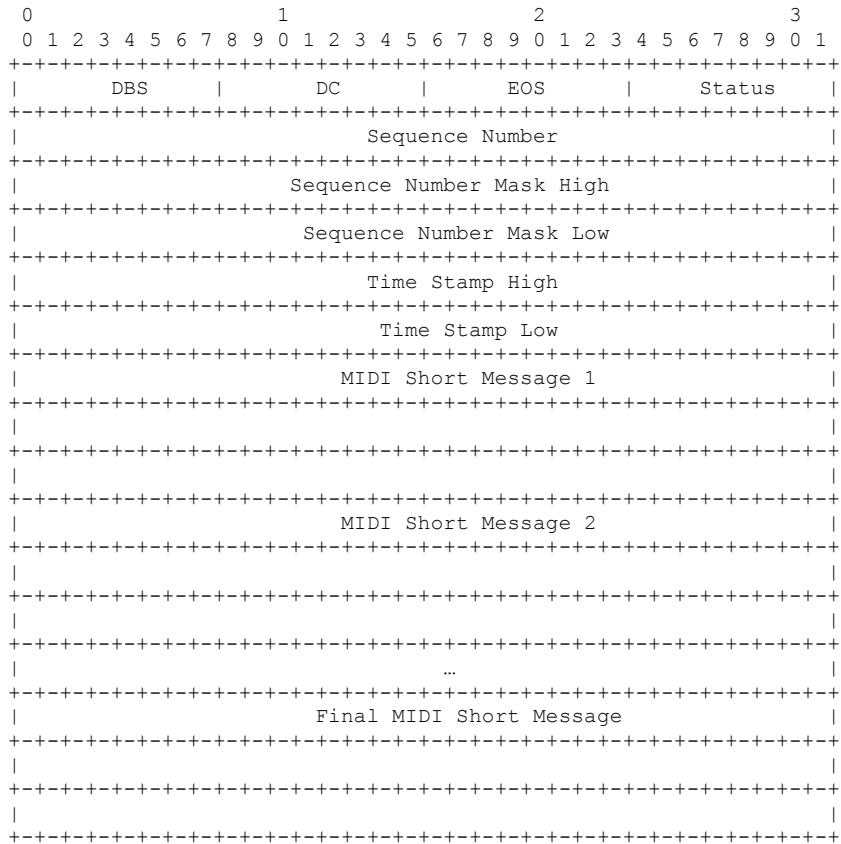 0                   1                   2                   3
 0 1 2 3 4 5 6 7 8 9 0 1 2 3 4 5 6 7 8 9 0 1 2 3 4 5 6 7 8 9 0 1
+-+-+-+-+-+-+-+-+-+-+-+-+-+-+-+-+-+-+-+-+-+-+-+-+-+-+-+-+-+-+-+-+
|       DBS     |       DC      |      EOS      |     Status    |
+-+-+-+-+-+-+-+-+-+-+-+-+-+-+-+-+-+-+-+-+-+-+-+-+-+-+-+-+-+-+-+-+
|                           Sequence Number                     |
+-+-+-+-+-+-+-+-+-+-+-+-+-+-+-+-+-+-+-+-+-+-+-+-+-+-+-+-+-+-+-+-+
|                     Sequence Number Mask High                 |
+-+-+-+-+-+-+-+-+-+-+-+-+-+-+-+-+-+-+-+-+-+-+-+-+-+-+-+-+-+-+-+-+
|                      Sequence Number Mask Low                 |
+-+-+-+-+-+-+-+-+-+-+-+-+-+-+-+-+-+-+-+-+-+-+-+-+-+-+-+-+-+-+-+-+
|                           Time Stamp High                     |
+-+-+-+-+-+-+-+-+-+-+-+-+-+-+-+-+-+-+-+-+-+-+-+-+-+-+-+-+-+-+-+-+
|                            Time Stamp Low                     |
+-+-+-+-+-+-+-+-+-+-+-+-+-+-+-+-+-+-+-+-+-+-+-+-+-+-+-+-+-+-+-+-+
|                         MIDI Short Message 1                  |
+-+-+-+-+-+-+-+-+-+-+-+-+-+-+-+-+-+-+-+-+-+-+-+-+-+-+-+-+-+-+-+-+
|                                                               |
+-+-+-+-+-+-+-+-+-+-+-+-+-+-+-+-+-+-+-+-+-+-+-+-+-+-+-+-+-+-+-+-+
|                                                               |
+-+-+-+-+-+-+-+-+-+-+-+-+-+-+-+-+-+-+-+-+-+-+-+-+-+-+-+-+-+-+-+-+
|                         MIDI Short Message 2                  |
+-+-+-+-+-+-+-+-+-+-+-+-+-+-+-+-+-+-+-+-+-+-+-+-+-+-+-+-+-+-+-+-+
|                                                               |
+-+-+-+-+-+-+-+-+-+-+-+-+-+-+-+-+-+-+-+-+-+-+-+-+-+-+-+-+-+-+-+-+
|                                                               |
+-+-+-+-+-+-+-+-+-+-+-+-+-+-+-+-+-+-+-+-+-+-+-+-+-+-+-+-+-+-+-+-+
|                                 …                             |
+-+-+-+-+-+-+-+-+-+-+-+-+-+-+-+-+-+-+-+-+-+-+-+-+-+-+-+-+-+-+-+-+
|                       Final MIDI Short Message                |
+-+-+-+-+-+-+-+-+-+-+-+-+-+-+-+-+-+-+-+-+-+-+-+-+-+-+-+-+-+-+-+-+
|                                                               |
+-+-+-+-+-+-+-+-+-+-+-+-+-+-+-+-+-+-+-+-+-+-+-+-+-+-+-+-+-+-+-+-+
|                                                               |
+-+-+-+-+-+-+-+-+-+-+-+-+-+-+-+-+-+-+-+-+-+-+-+-+-+-+-+-+-+-+-+-+